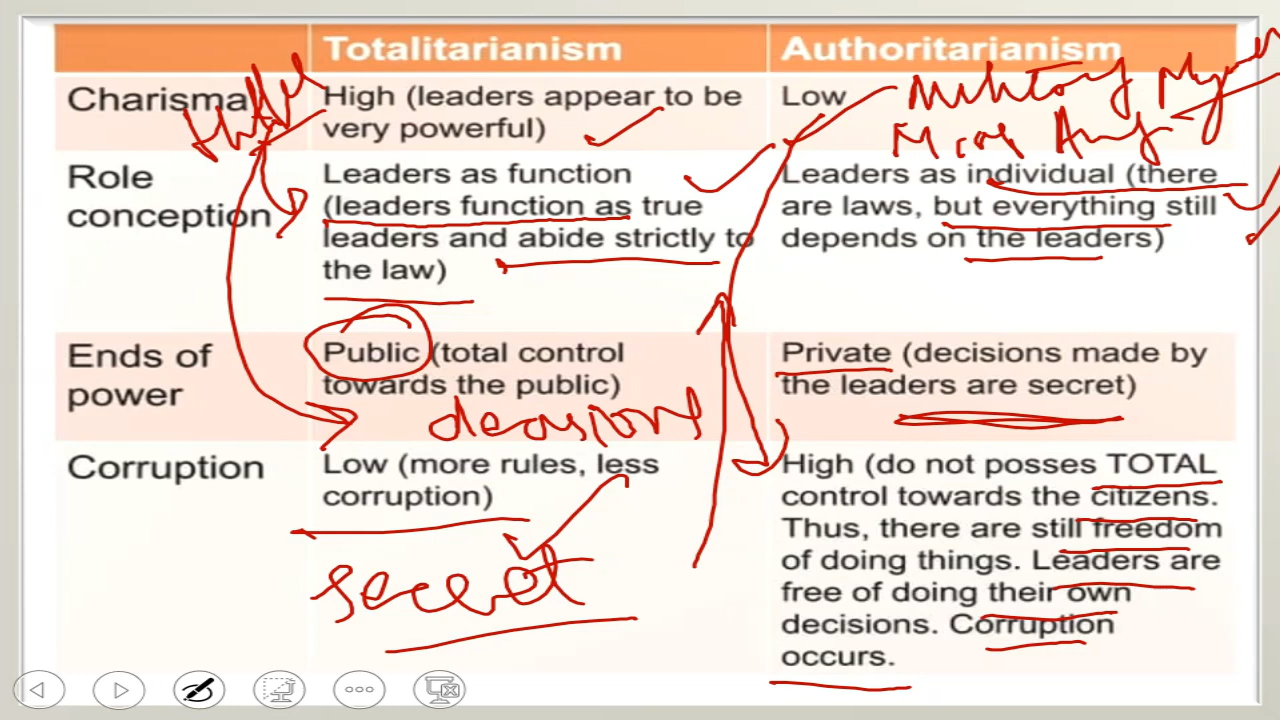 Totalitarianism Authoritarianism
Charisma High (leaders appear to be Low
very powerful)
Role Leaders as function Leaders as individual (there
conception (leaders function as true are laws, but everything still
leaders and abide strictly to depends on the leaders)
the law)
Ends of Public (total control Private (decisions made by
power towards the public) the leaders are secret)
decisions
Corruption Low (more rules, less High (do not posses TOTAL
corruption) control towards the citizens.
Thus, there are still freedom
of doing things. Leaders are
secret free of doing their own
decisions. Corruption
occurs.